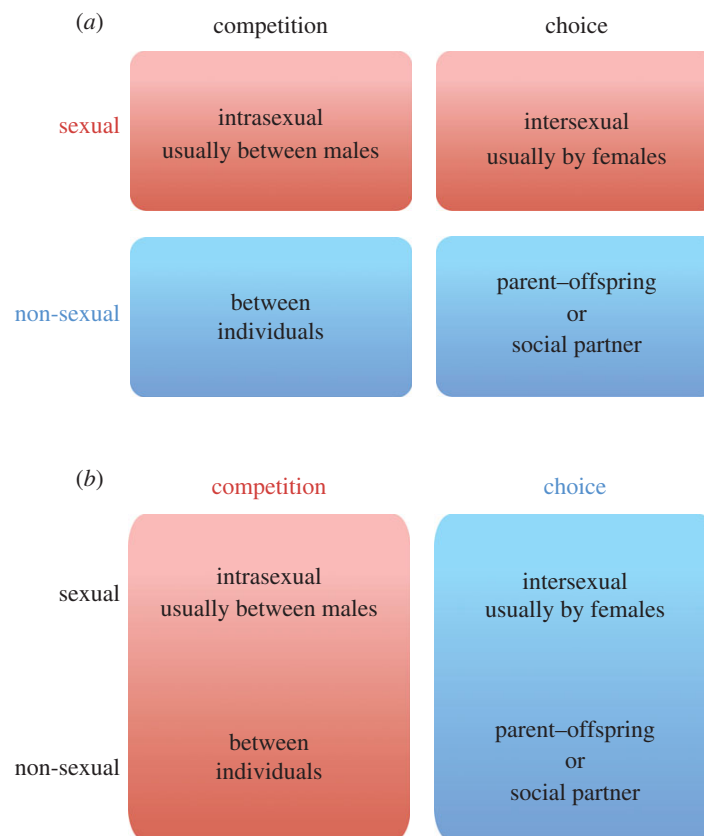 (a)
competition
choice
sexual
intrasexual
usually between males
intersexual
usually by females
non-sexual
between
individuals
parent–offspring
or
social partner
(b)
competition
choice
sexual
intrasexual
usually between males
intersexual
usually by females
non-sexual
between
individuals
parent–offspring
or
social partner